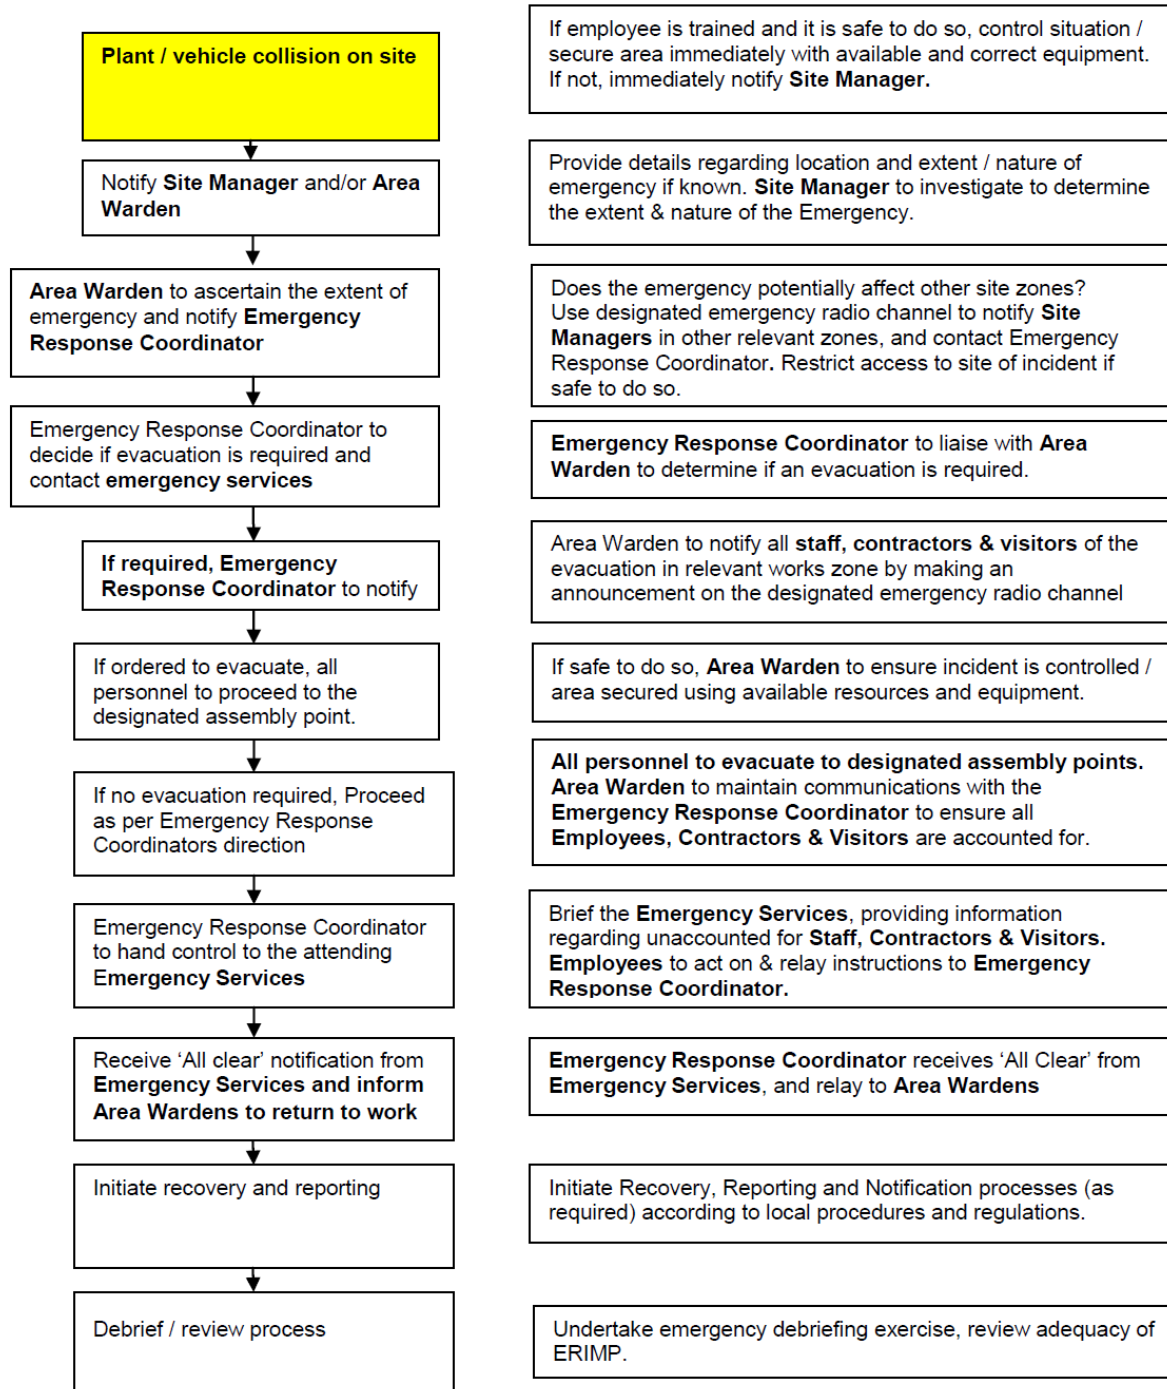 Plant / vehicle collision on site
If employee is trained and it is safe to do so, control situation /
secure area immediately with available and correct equipment.
If not, immediately notify Site Manager.
Notify Site Manager and/or Area
Warden
Provide details regarding location and extent / nature of
emergency if known. Site Manager to investigate to determine
the extent & nature of the Emergency.
Area Warden to ascertain the extent of
emergency and notify Emergency
Response Coordinator
Does the emergency potentially affect other site zones?
Use designated emergency radio channel to notify Site
Managers in other relevant zones, and contact Emergency
Response Coordinator. Restrict access to site of incident if
safe to do so.
Emergency Response Coordinator to
decide if evacuation is required and
contact emergency services
Emergency Response Coordinator to liaise with Area
Warden to determine if an evacuation is required.
If required, Emergency
Response Coordinator to notify
Area Warden to notify all staff, contractors & visitors of the
evacuation in relevant works zone by making an
announcement on the designated emergency radio channel
If ordered to evacuate, all
personnel to proceed to the
designated assembly point.
If safe to do so, Area Warden to ensure incident is controlled /
area secured using available resources and equipment.
If no evacuation required, Proceed
as per Emergency Response
Coordinators direction
All personnel to evacuate to designated assembly points.
Area Warden to maintain communications with the
Emergency Response Coordinator to ensure all
Employees, Contractors & Visitors are accounted for.
Emergency Response Coordinator
to hand control to the attending
Emergency Services
Brief the Emergency Services, providing information
regarding unaccounted for Staff, Contractors & Visitors.
Employees to act on & relay instructions to Emergency
Response Coordinator.
Receive ‘All clear’ notification from
Emergency Services and inform
Area Wardens to return to work
Emergency Response Coordinator receives ‘All Clear’ from
Emergency Services, and relay to Area Wardens
Initiate recovery and reporting
Initiate Recovery, Reporting and Notification processes (as
required) according to local procedures and regulations.
Debrief / review process
Undertake emergency debriefing exercise, review adequacy of
ERIMP.